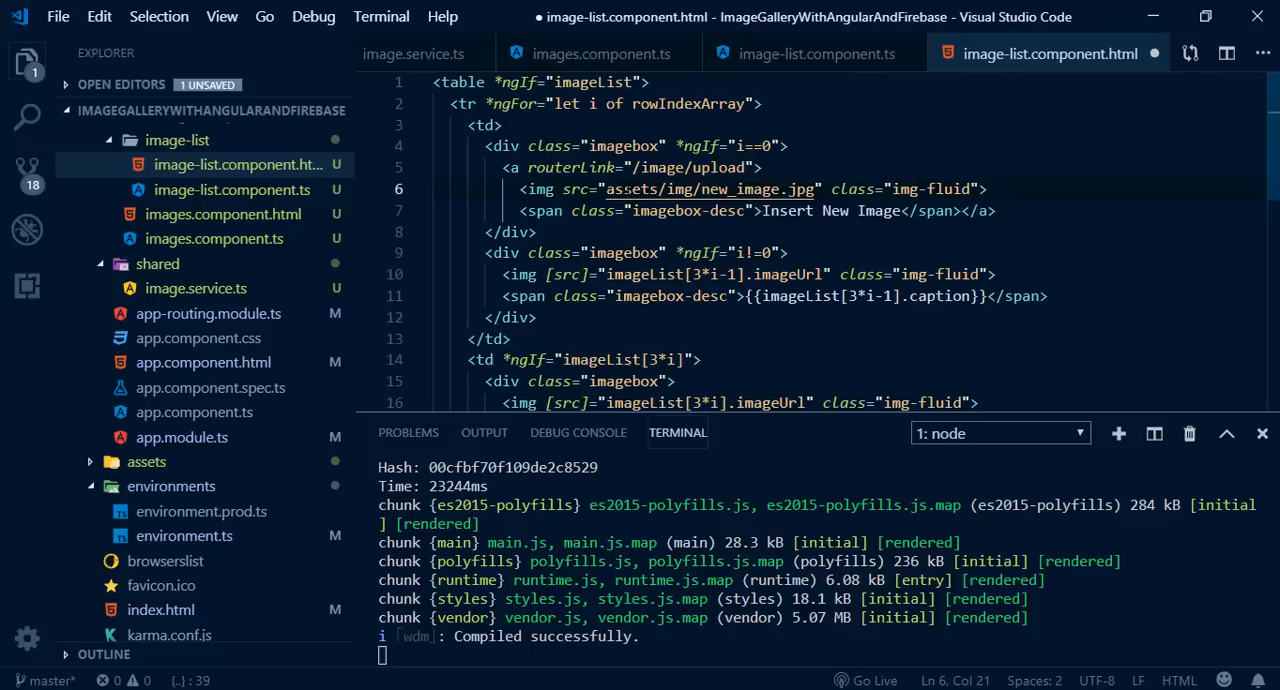 File Edit Selection View Go Debug Terminal Help ● image-list.component.html - ImageGalleryWithAngularAndFirebase - Visual Studio Code
EXPLORER
1
OPEN EDITORS 1 UNSAVED
IMAGEGALLERYWITHANGULARANDFIREBASE
image-list
image-list.component.ht... U
image-list.component.ts U
18
images.component.html U
images.component.ts U
shared
image.service.ts U
app-routing.module.ts M
app.component.css
app.component.html M
app.component.spec.ts
app.component.ts
app.module.ts M
assets
environments
environment.prod.ts
environment.ts M
browserslist
favicon.ico
index.html M
karma.conf.js
OUTLINE
image.service.ts images.component.ts image-list.component.ts image-list.component.html
1 <table *ngIf="imageList">
2 <tr *ngFor="let i of rowIndexArray">
3 <td>
4 <div class="imagebox" *ngIf="i==0">
5 <a routerLink="/image/upload">
6 <img src="assets/img/new_image.jpg" class="img-fluid">
7 <span class="imagebox-desc">Insert New Image</span></a>
8 </div>
9 <div class="imagebox" *ngIf="i!=0">
10 <img [src]="imageList[3*i-1].imageUrl" class="img-fluid">
11 <span class="imagebox-desc">{{imageList[3*i-1].caption}}</span>
12 </div>
13 </td>
14 <td *ngIf="imageList[3*i]">
15 <div class="imagebox">
16 <img [src]="imageList[3*i].imageUrl" class="img-fluid">
PROBLEMS OUTPUT DEBUG CONSOLE TERMINAL 1: node
Hash: 00cfbf70f109de2c8529
Time: 23244ms
chunk {es2015-polyfills} es2015-polyfills.js, es2015-polyfills.js.map (es2015-polyfills) 284 kB [initial
] [rendered]
chunk {main} main.js, main.js.map (main) 28.3 kB [initial] [rendered]
chunk {polyfills} polyfills.js, polyfills.js.map (polyfills) 236 kB [initial] [rendered]
chunk {runtime} runtime.js, runtime.js.map (runtime) 6.08 kB [entry] [rendered]
chunk {styles} styles.js, styles.js.map (styles) 18.1 kB [initial] [rendered]
chunk {vendor} vendor.js, vendor.js.map (vendor) 5.07 MB [initial] [rendered]
i ｢wdm｣: Compiled successfully.
master* 0 0 {..} : 39 Go Live Ln 6, Col 21 Spaces: 2 UTF-8 LF HTML